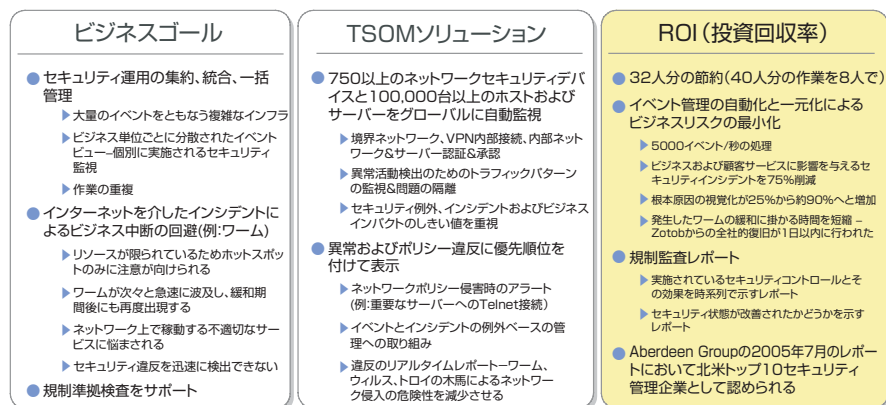 ビジネスゴール
● セキュリティ運用の集約、統合、一括
管理
▶大量のイベントをともなう複雑なインフラ
▶ビジネス単位ごとに分散されたイベント
ビュー–個別に実施されるセキュリティ
監視
▶作業の重複
● インターネットを介したインシデントに
よるビジネス中断の回避(例:ワーム)
▶リソースが限られているためホットスポッ
トのみに注意が向けられる
▶ワームが次々と急速に波及し、緩和期
間後にも再度出現する
▶ネットワーク上で稼動する不適切なサー
ビスに悩まされる
▶セキュリティ違反を迅速に検出できない
● 規制準拠検査をサポート
TSOMソリューション
● 750以上のネットワークセキュリティデバ
イスと100,000台以上のホストおよび
サーバーをグローバルに自動監視
▶境界ネットワーク、VPN内部接続、内部ネット
ワーク&サーバー認証&承認
▶異常活動検出のためのトラフィックパターン
の監視&問題の隔離
▶セキュリティ例外、インシデントおよびビジネス
インパクトのしきい値を重視
● 異常およびポリシー違反に優先順位を
付けて表示
▶ネットワークポリシー侵害時のアラート
(例:重要なサーバーへのTelnet接続)
▶イベントとインシデントの例外ベースの管
理への取り組み
▶違反のリアルタイムレポートーワーム、
ウィルス、トロイの木馬によるネットワー
ク侵入の危険性を減少させる
ROI(投資回収率)
● 32人分の節約(40人分の作業を8人で)
● イベント管理の自動化と一元化による
ビジネスリスクの最小化
▶5000イベント/秒の処理
▶ビジネスおよび顧客サービスに影響を与えるセ
キュリティインシデントを75%削減
▶根本原因の視覚化が25%から約90%へと増加
▶発生したワームの緩和に掛かる時間を短縮 –
Zotobからの全社的復旧が1日以内に行われた
● 規制監査レポート
▶実施されているセキュリティコントロールとそ
の効果を時系列で示すレポート
▶セキュリティ状態が改善されたかどうかを示す
レポート
● Aberdeen Groupの2005年7月のレポー
トにおいて北米トップ10セキュリティ
管理企業として認められる